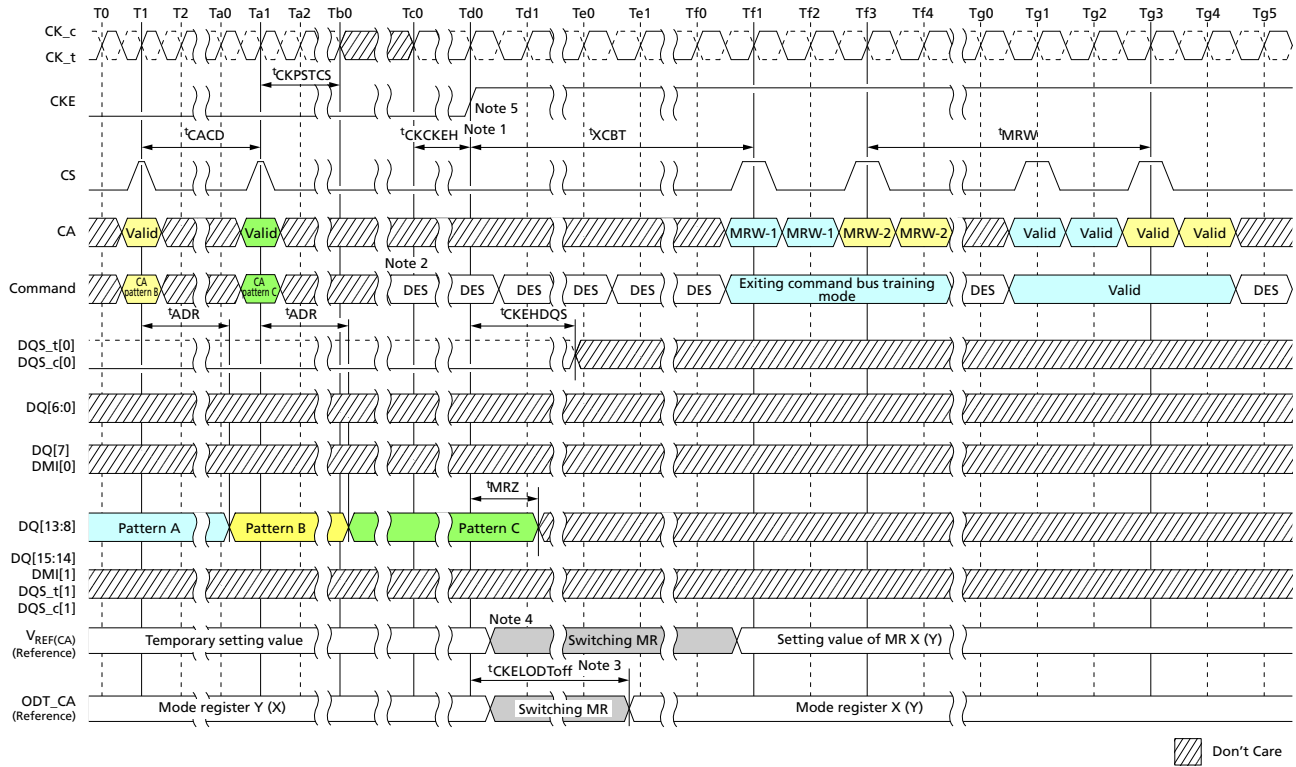 T0 T1 T2 Ta0 Ta1 Ta2 Tb0 Tc0 Td0 Td1 Te0 Te1 Tf0 Tf1 Tf2 Tf3 Tf4 Tg0 Tg1 Tg2 Tg3 Tg4 Tg5
CK_c
CK_t
tCKPSTCS
CKE
Note 5
tCACD
tCKCKEH
Note 1
tXCBT
tMRW
CS
CA
Valid Valid MRW-1 MRW-1 MRW-2 MRW-2 Valid Valid Valid Valid
Note 2
Command
CA
pattern B
CA
pattern C
DES DES DES DES DES DES
Exiting command bus training
mode
DES Valid DES
tADR tADR tCKEHDQS
DQS_t[0]
DQS_c[0]
DQ[6:0]
DQ[7]
DMI[0]
tMRZ
DQ[13:8]
Pattern A Pattern B Pattern C
DQ[15:14]
DMI[1]
DQS_t[1]
DQS_c[1]
Note 4
VREF(CA)
(Reference)
Temporary setting value Switching MR Setting value of MR X (Y)
tCKELODToff Note 3
ODT_CA
(Reference)
Mode register Y (X) Switching MR Mode register X (Y)
Don't Care